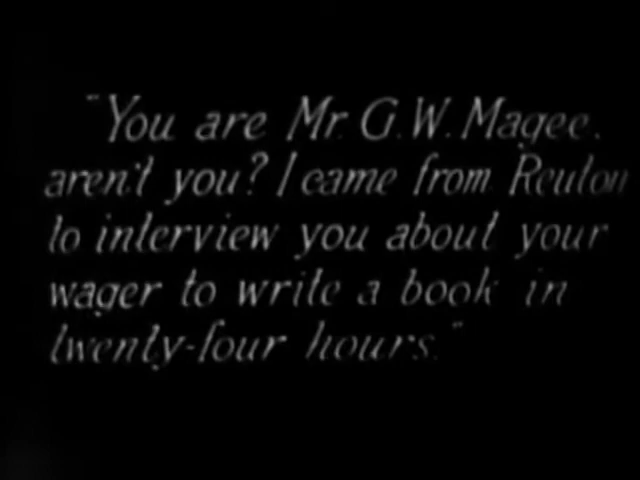 "You are Mr. G.W. Magee,
aren't you? I came from Reuton
to interview you about your
wager to write a book in
twenty-four hours."